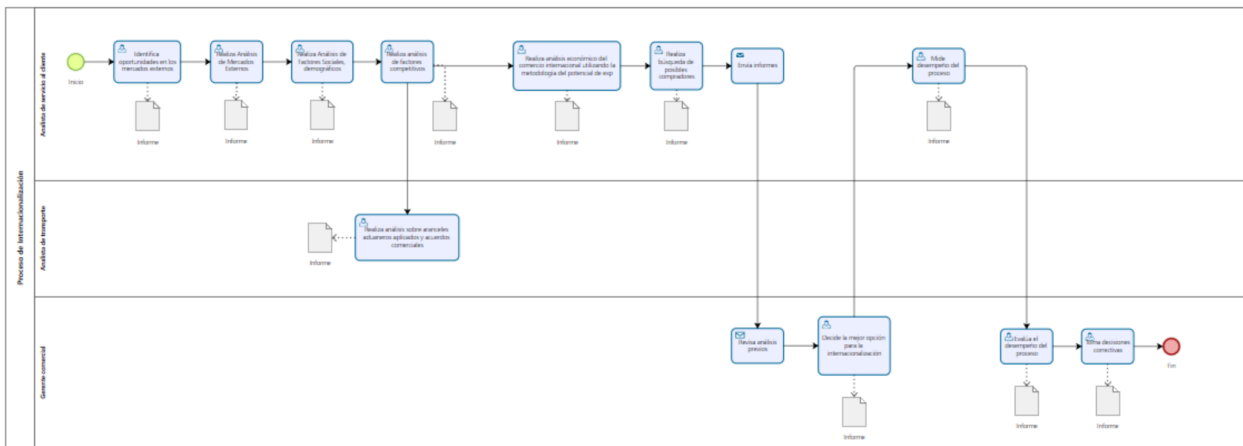 Proceso de Internacionalización
Analista de servicio al cliente
Inicio
Identifica
oportunidades en los
mercados externos
Informe
Realiza Análisis
de Mercados
Externos
Informe
Realiza Análisis de
Factores Sociales,
demográficos
Informe
Realiza análisis
de factores
competitivos
Informe
Realiza análisis económico del
comercio internacional utilizando la
metodología del potencial de exp
Informe
Realiza
búsqueda de
posibles
compradores
Informe
Envía informes
Mide
desempeño del
proceso
Informe
Analista de transporte
Realiza análisis sobre aranceles
aduaneros aplicados y acuerdos
comerciales
Informe
Gerente comercial
Revisa análisis
previos
Decide la mejor opción
para la
internacionalización
Informe
Evalúa el
desempeño del
proceso
Informe
Toma decisiones
correctivas
Informe
Fin